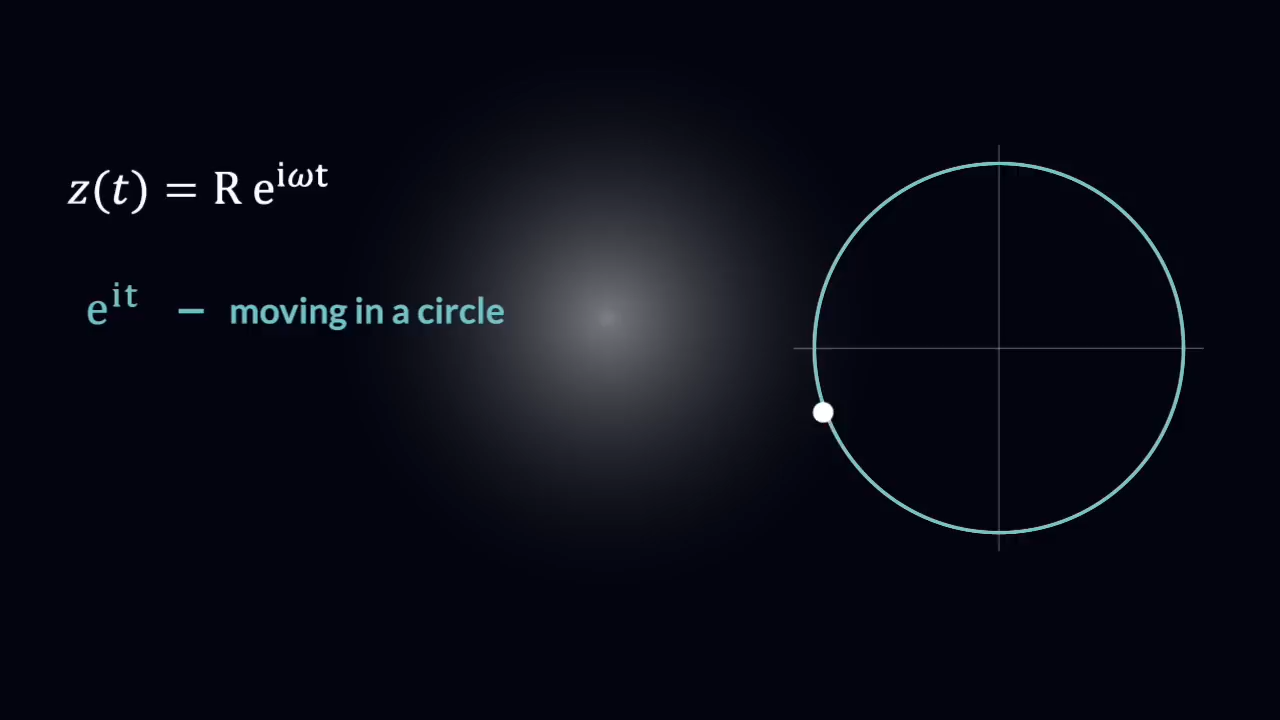 z(t) = R e^{iωt}
e^{it} – moving in a circle